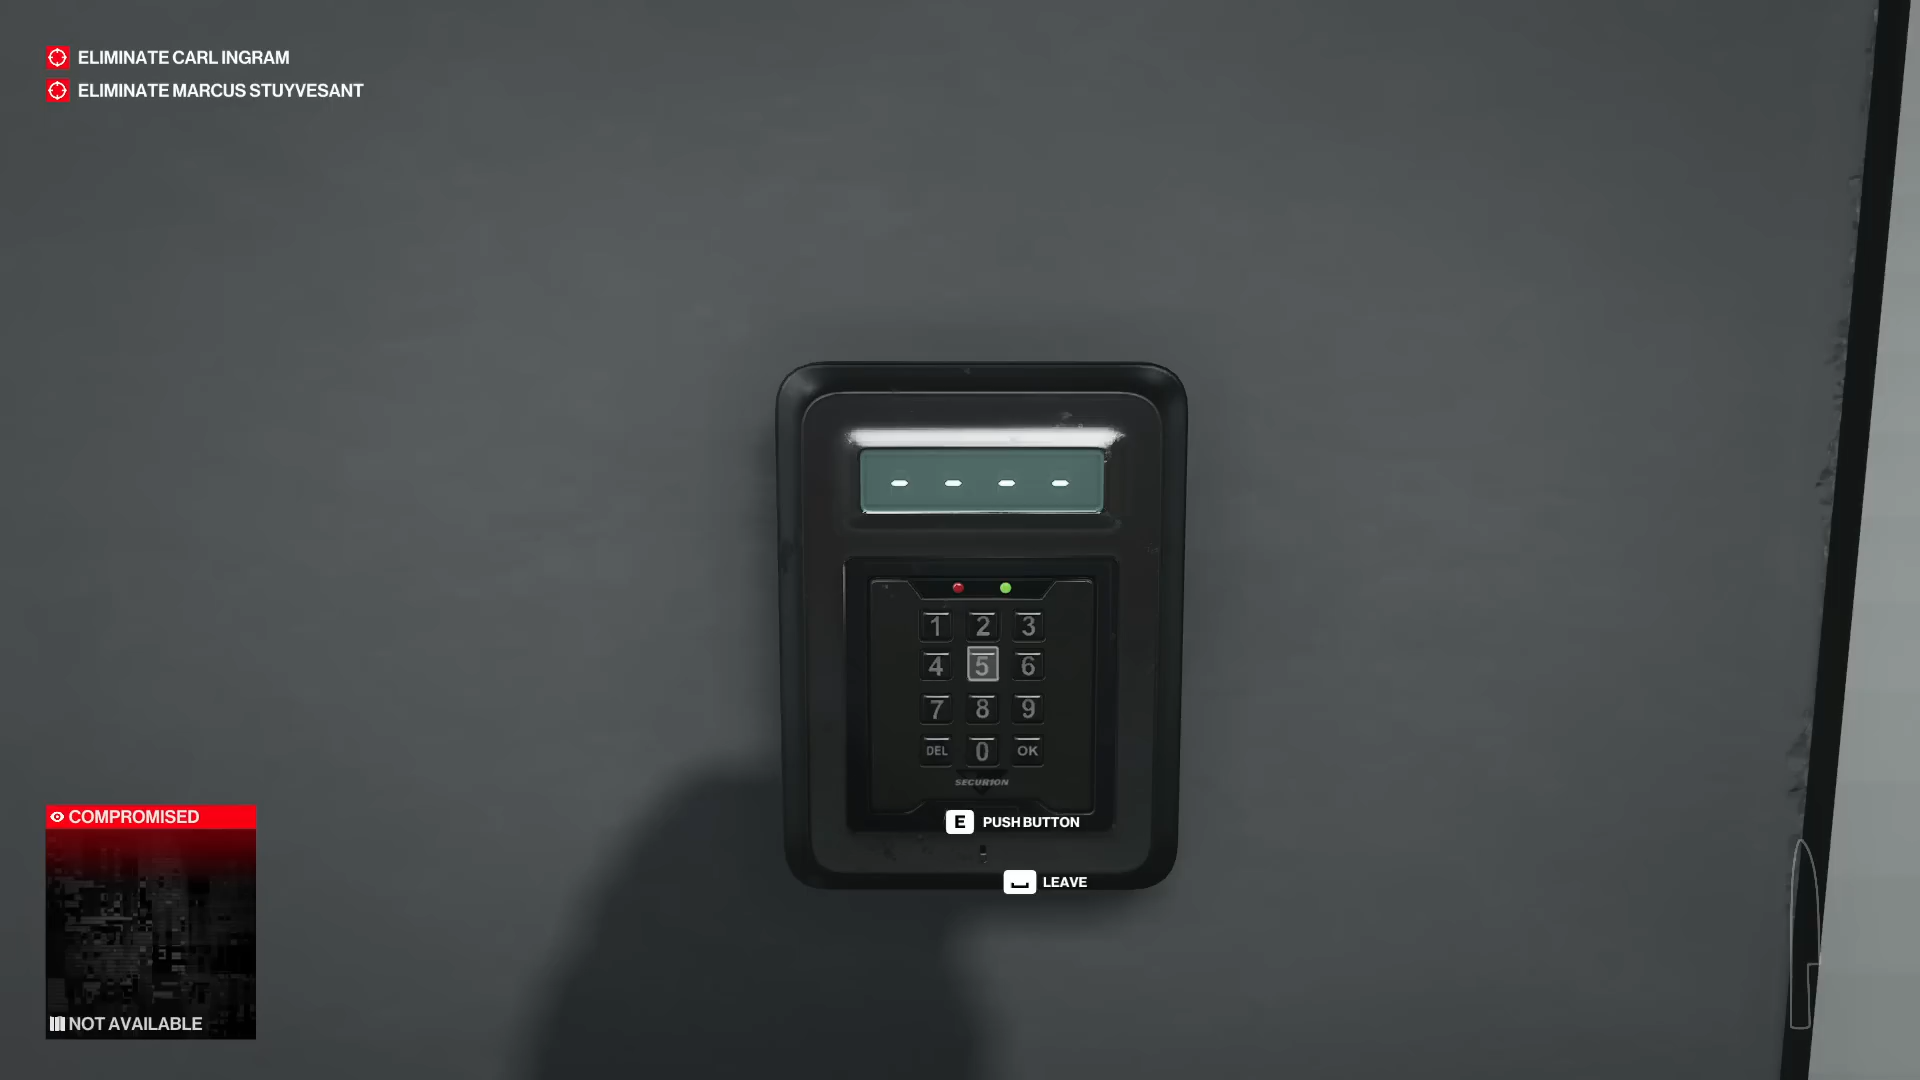 ELIMINATE CARL INGRAM
ELIMINATE MARCUS STUYVESANT
- - - -
1 2 3
4 5 6
7 8 9
DEL 0 OK
SECURION
E PUSH BUTTON
LEAVE
COMPROMISED
NOT AVAILABLE